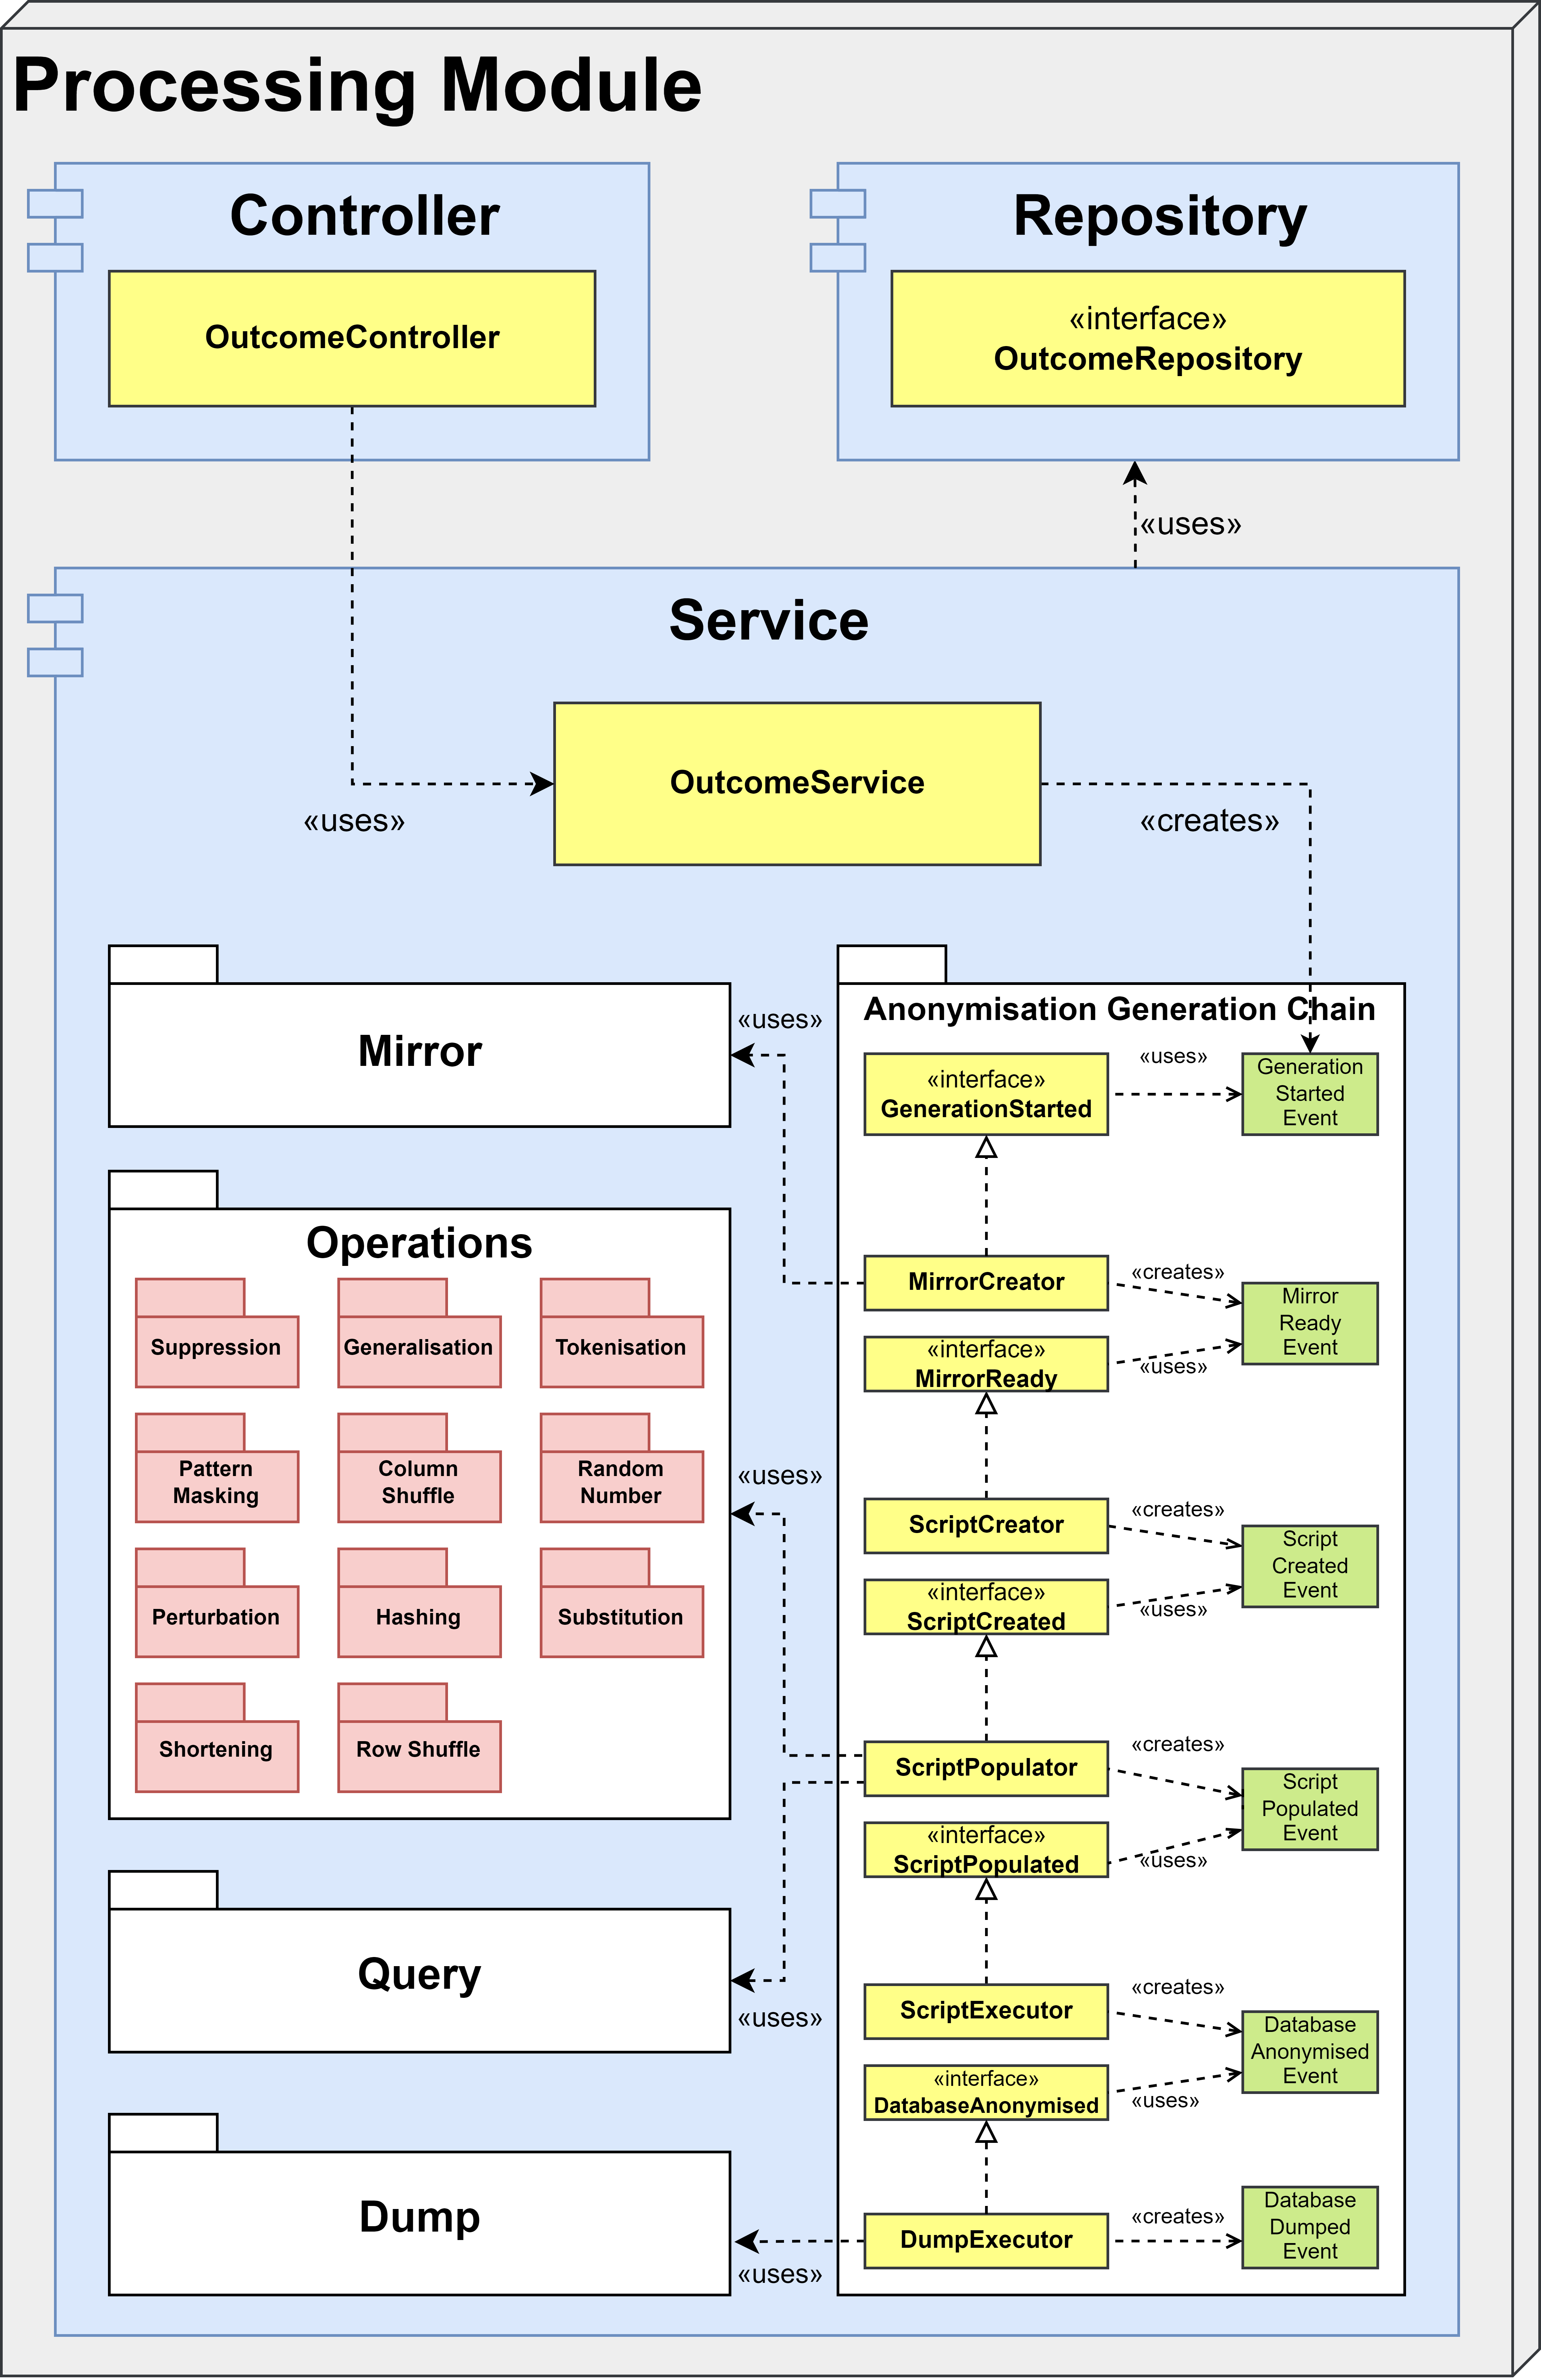 Processing Module
Controller
OutcomeController
Repository
«interface»
OutcomeRepository
«uses»
Service
OutcomeService
«uses»
«creates»
Mirror
«uses»
Operations
Suppression
Generalisation
Tokenisation
Pattern
Masking
Column
Shuffle
Random
Number
Perturbation
Hashing
Substitution
Shortening
Row Shuffle
«uses»
Query
«uses»
Dump
«uses»
Anonymisation Generation Chain
«interface»
GenerationStarted
«uses»
Generation
Started
Event
MirrorCreator
«creates»
Mirror
Ready
Event
«interface»
MirrorReady
«uses»
ScriptCreator
«creates»
Script
Created
Event
«interface»
ScriptCreated
«uses»
ScriptPopulator
«creates»
Script
Populated
Event
«interface»
ScriptPopulated
«uses»
ScriptExecutor
«creates»
Database
Anonymised
Event
«interface»
DatabaseAnonymised
«uses»
DumpExecutor
«creates»
Database
Dumped
Event